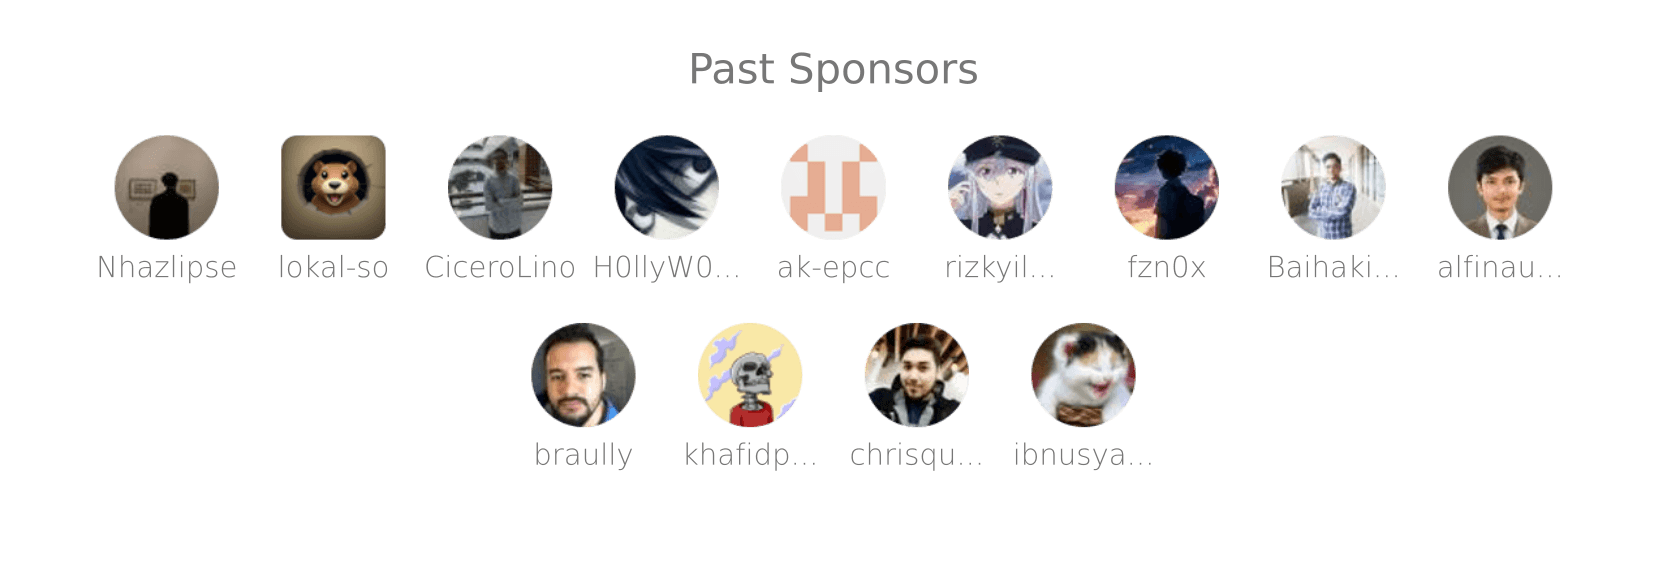 Past Sponsors
Nhazlipse lokal-so CiceroLino H0llyW0... ak-epcc rizkyil... fzn0x Baihaki... alfinau...
braully khafidp... chrisqu... ibnusya...